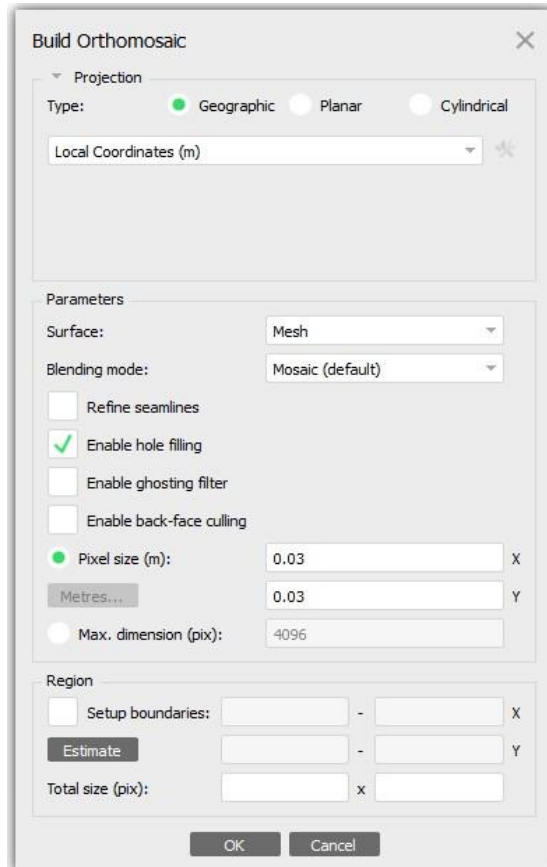 Build Orthomosaic
Projection
Type: Geographic Planar Cylindrical
Local Coordinates (m)
Parameters
Surface: Mesh
Blending mode: Mosaic (default)
Refine seamlines
Enable hole filling
Enable ghosting filter
Enable back-face culling
Pixel size (m): 0.03 X
Metres... 0.03 Y
Max. dimension (pix): 4096
Region
Setup boundaries: - X
Estimate - Y
Total size (pix): x
OK Cancel